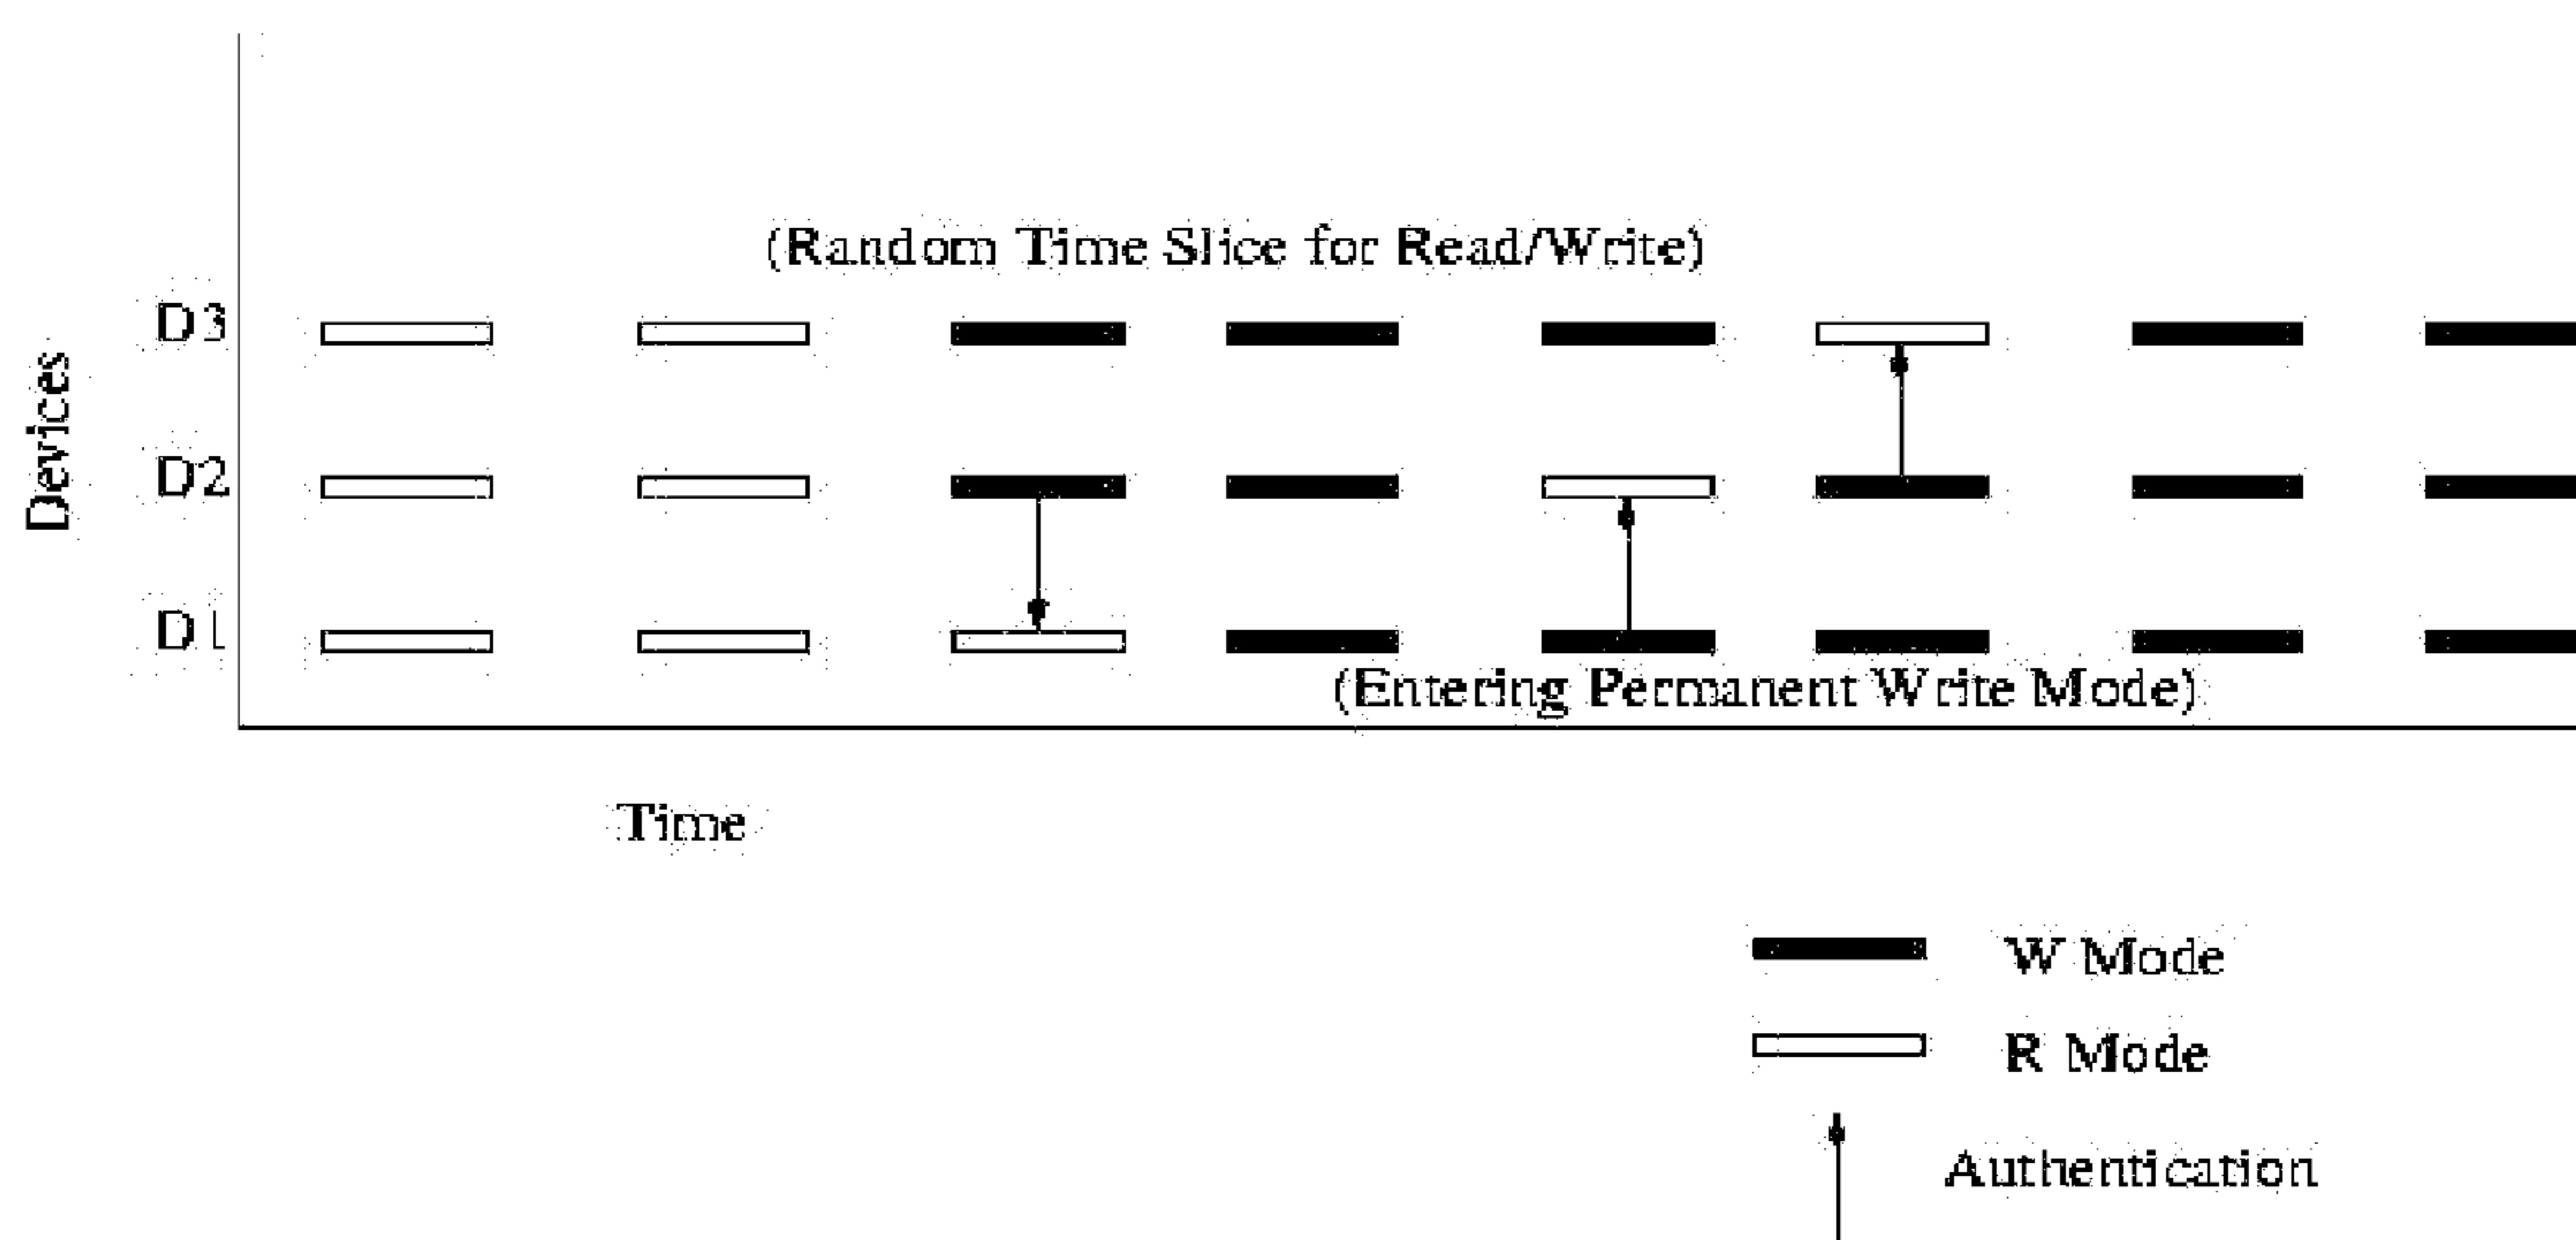 (Random Time Slice for Read/Write)
D3
Devices
D2
D1
(Entering Permanent Write Mode)
Time
W Mode
R Mode
Authentication